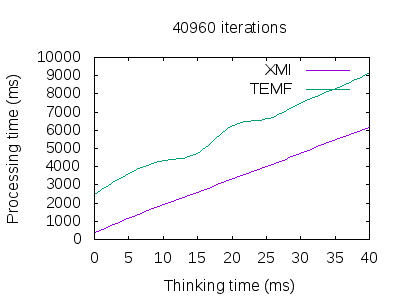 40960 iterations
10000
9000
8000
7000
6000
5000
4000
3000
2000
1000
0
Processing time (ms)
XMI
TEMF
0 5 10 15 20 25 30 35 40
Thinking time (ms)